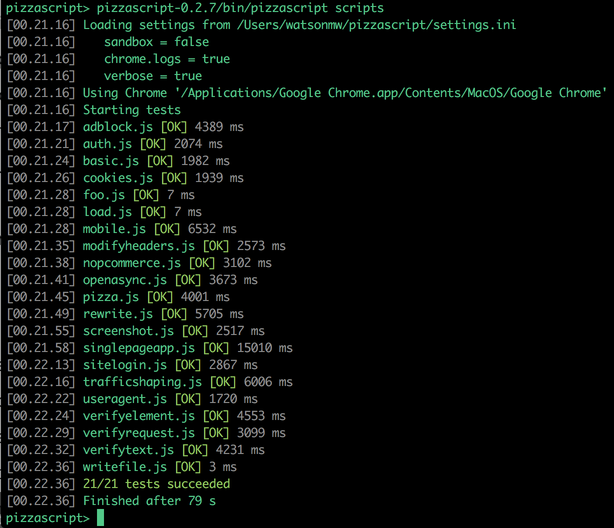 pizzascript> pizzascript-0.2.7/bin/pizzascript scripts
[00.21.16] Loading settings from /Users/watsonmw/pizzascript/settings.ini
[00.21.16]    sandbox = false
[00.21.16]    chrome.logs = true
[00.21.16]    verbose = true
[00.21.16] Using Chrome '/Applications/Google Chrome.app/Contents/MacOS/Google Chrome'
[00.21.16] Starting tests
[00.21.17] adblock.js [OK] 4389 ms
[00.21.21] auth.js [OK] 2074 ms
[00.21.24] basic.js [OK] 1982 ms
[00.21.26] cookies.js [OK] 1939 ms
[00.21.28] foo.js [OK] 7 ms
[00.21.28] load.js [OK] 7 ms
[00.21.28] mobile.js [OK] 6532 ms
[00.21.35] modifyheaders.js [OK] 2573 ms
[00.21.38] nopcommerce.js [OK] 3102 ms
[00.21.41] openasync.js [OK] 3673 ms
[00.21.45] pizza.js [OK] 4001 ms
[00.21.49] rewrite.js [OK] 5705 ms
[00.21.55] screenshot.js [OK] 2517 ms
[00.21.58] singlepageapp.js [OK] 15010 ms
[00.22.13] sitelogin.js [OK] 2867 ms
[00.22.16] trafficshaping.js [OK] 6006 ms
[00.22.22] useragent.js [OK] 1720 ms
[00.22.24] verifyelement.js [OK] 4553 ms
[00.22.29] verifyrequest.js [OK] 3099 ms
[00.22.32] verifytext.js [OK] 4231 ms
[00.22.36] writefile.js [OK] 3 ms
[00.22.36] 21/21 tests succeeded
[00.22.36] Finished after 79 s
pizzascript>